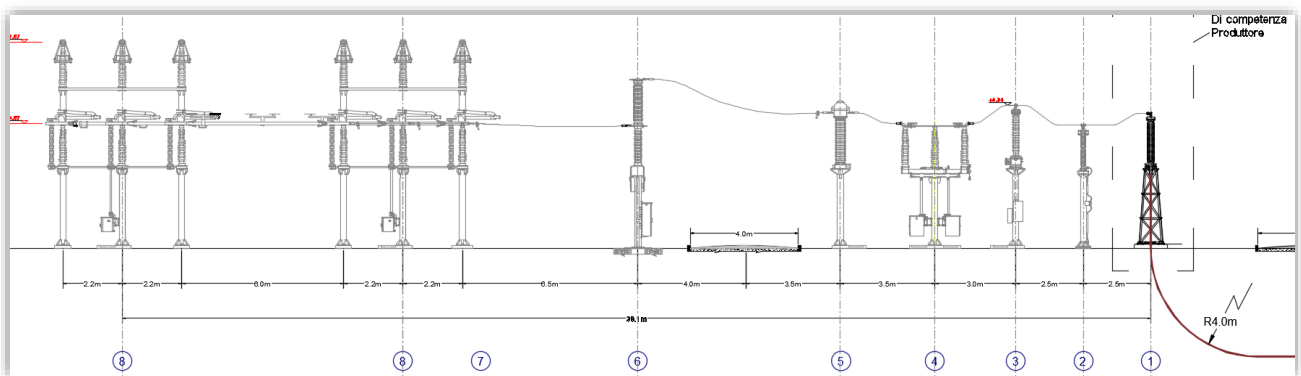 Di competenza
Produttore
4.0m
2.2m
2.2m
6.0m
2.2m
2.2m
6.5m
4.0m
3.5m
3.5m
3.0m
2.5m
2.5m
R4.0m
8
8
7
6
5
4
3
2
1